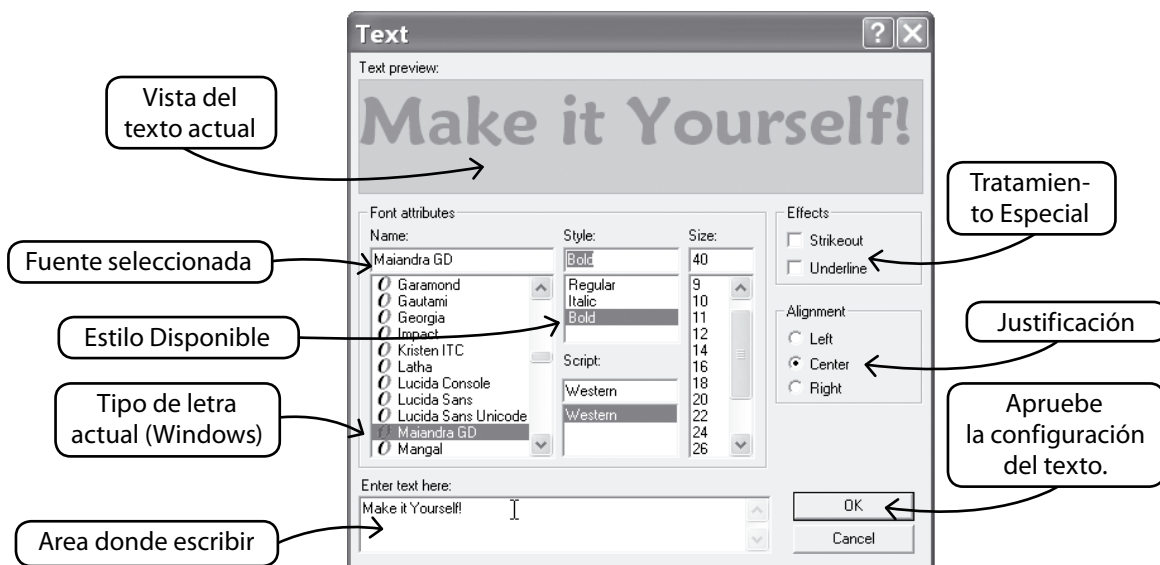 Text
Text preview:
Make it Yourself!
Vista del
texto actual
Font attributes
Name:
Style:
Size:
Maiandra GD
Bold
40
Garamond
Gautami
Georgia
Impact
Kristen ITC
Latha
Lucida Console
Lucida Sans
Lucida Sans Unicode
Maiandra GD
Mangal
Regular
Italic
Bold
Script:
Western
Western
9
10
11
12
14
16
18
20
22
24
26
Effects
Strikeout
Underline
Alignment
Left
Center
Right
Enter text here:
Make it Yourself!
OK
Cancel
Fuente seleccionada
Estilo Disponible
Tipo de letra
actual (Windows)
Area donde escribir
Tratamien-
to Especial
Justificación
Apruebe
la configuración
del texto.